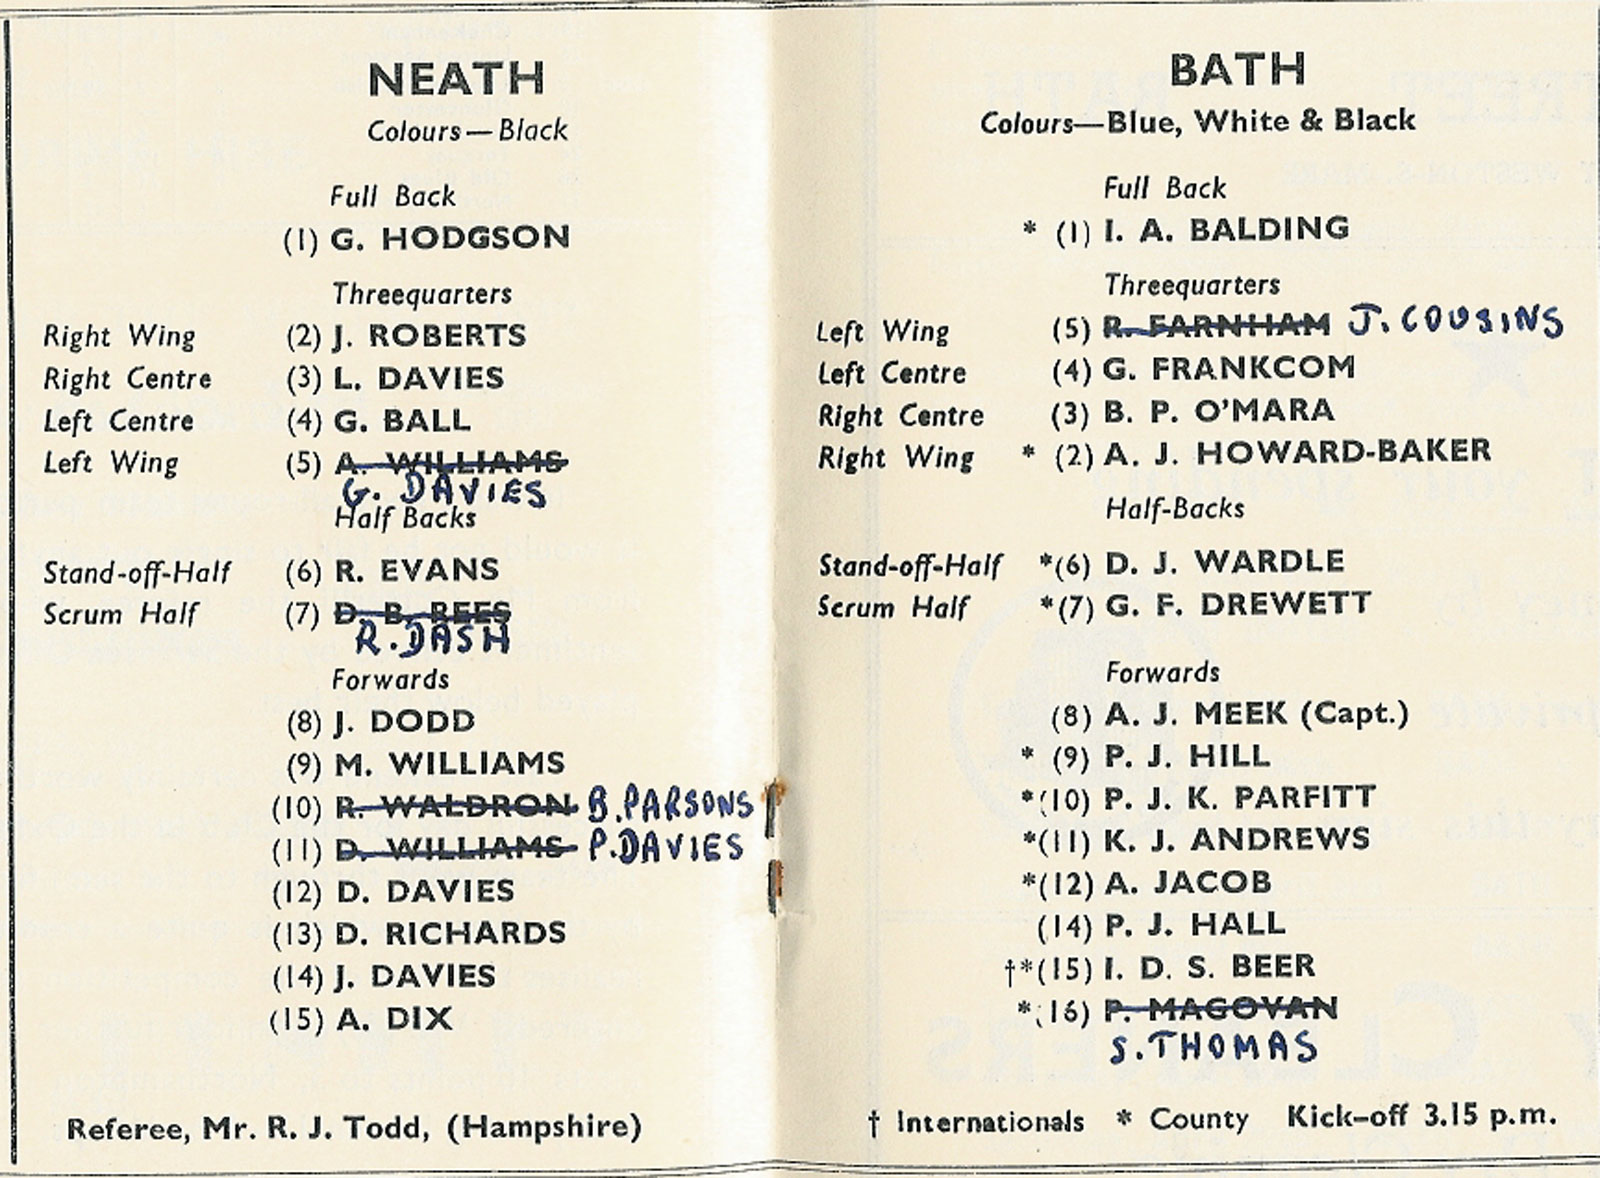 NEATH
Colours—Black
Full Back
(1) G. HODGSON
Threequarters
Right Wing (2) J. ROBERTS
Right Centre (3) L. DAVIES
Left Centre (4) G. BALL
Left Wing (5) A. WILLIAMS
G. DAVIES
Half Backs
Stand-off-Half (6) R. EVANS
Scrum Half (7) D. B. REES
R. DASH
Forwards
(8) J. DODD
(9) M. WILLIAMS
(10) R. WALDRON B. PARSONS
(11) D. WILLIAMS P. DAVIES
(12) D. DAVIES
(13) D. RICHARDS
(14) J. DAVIES
(15) A. DIX
Referee, Mr. R. J. Todd, (Hampshire)
BATH
Colours—Blue, White & Black
Full Back
* (1) I. A. BALDING
Threequarters
Left Wing (5) R. FARNHAM J. COUSINS
Left Centre (4) G. FRANKCOM
Right Centre (3) B. P. O'MARA
Right Wing * (2) A. J. HOWARD-BAKER
Half-Backs
Stand-off-Half *(6) D. J. WARDLE
Scrum Half *(7) G. F. DREWETT
Forwards
(8) A. J. MEEK (Capt.)
* (9) P. J. HILL
*(10) P. J. K. PARFITT
*(11) K. J. ANDREWS
*(12) A. JACOB
(14) P. J. HALL
†*(15) I. D. S. BEER
*(16) P. MAGOVAN
S. THOMAS
† Internationals * County Kick-off 3.15 p.m.